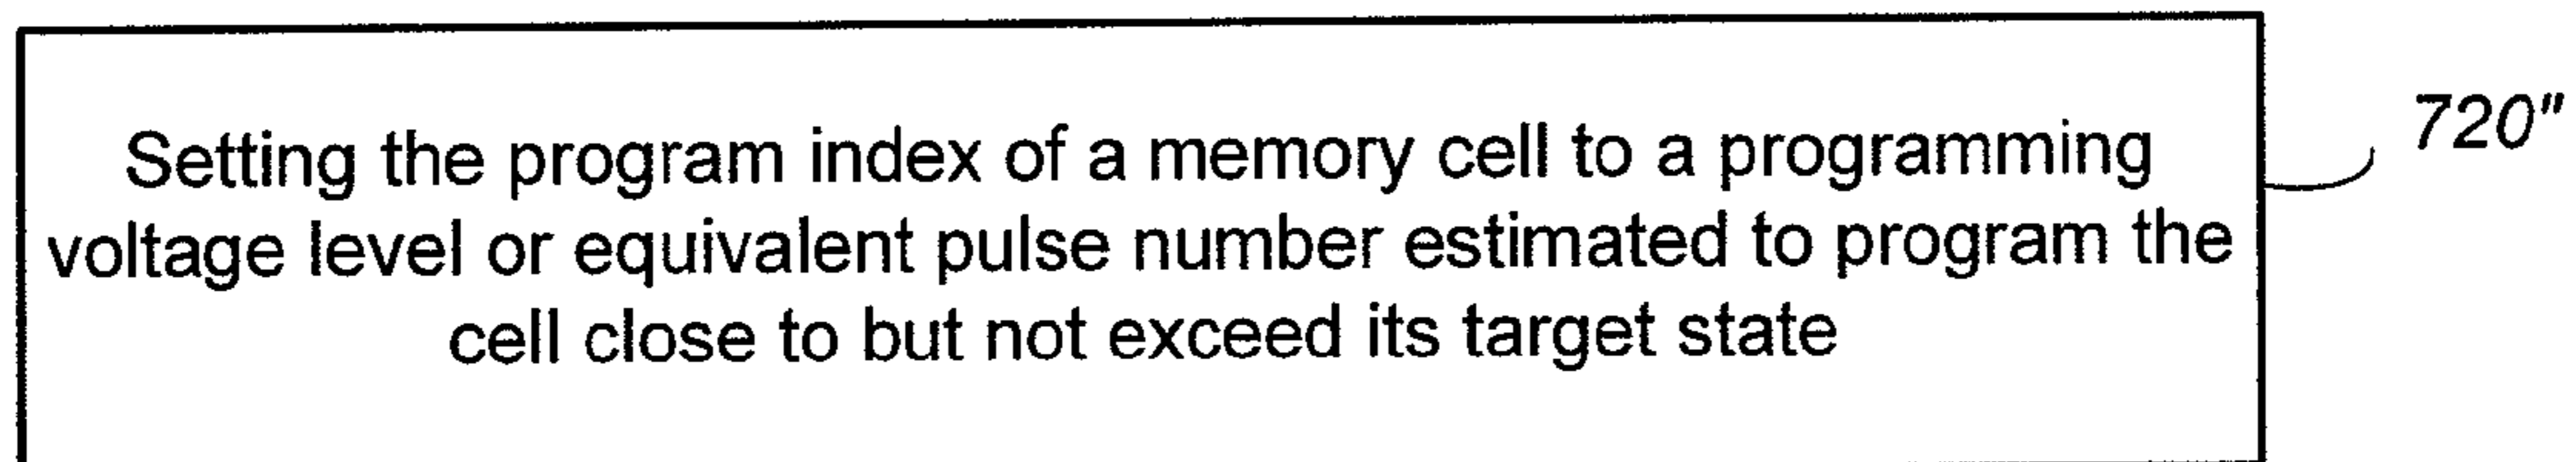 Setting the program index of a memory cell to a programming
voltage level or equivalent pulse number estimated to program the
cell close to but not exceed its target state
720"